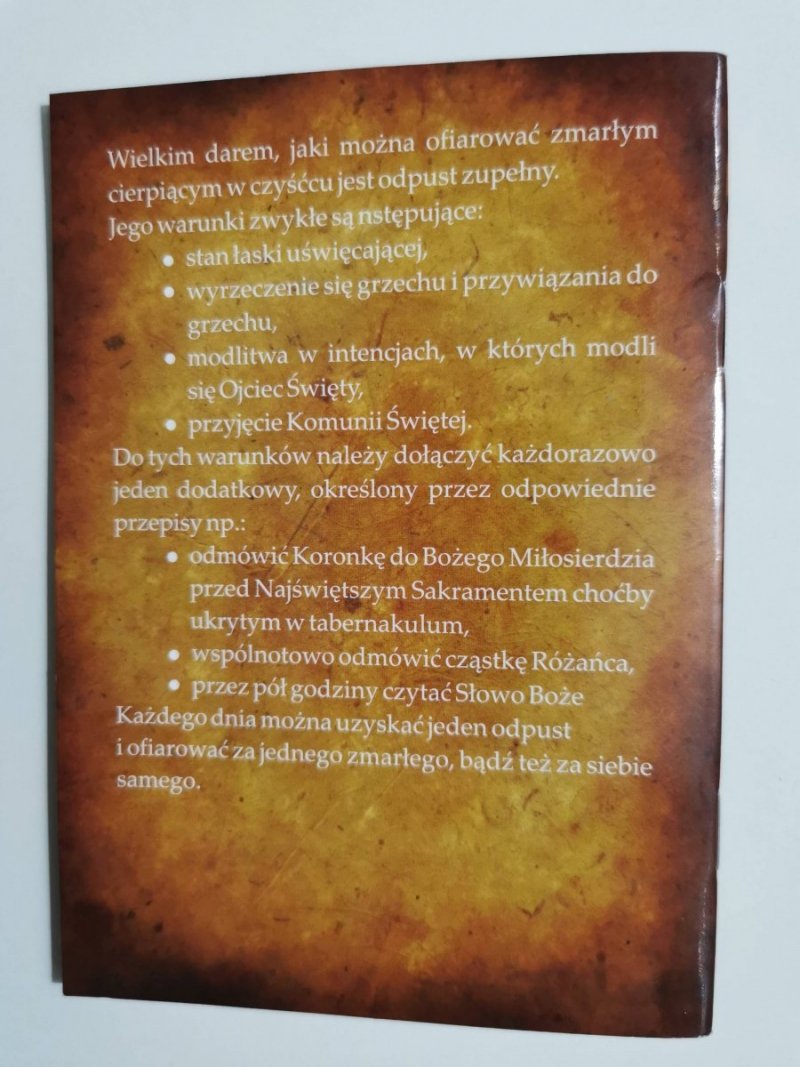 Wielkim darem, jaki można ofiarować zmarłym
cierpiącym w czyśćcu jest odpust zupełny.
Jego warunki zwykłe są nstępujące:
• stan łaski uświęcającej,
• wyrzeczenie się grzechu i przywiązania do
grzechu,
• modlitwa w intencjach, w których modli
się Ojciec Święty,
• przyjęcie Komunii Świętej.
Do tych warunków należy dołączyć każdorazowo
jeden dodatkowy, określony przez odpowiednie
przepisy np.:
• odmówić Koronkę do Bożego Miłosierdzia
przed Najświętszym Sakramentem choćby
ukrytym w tabernakulum,
• wspólnotowo odmówić cząstkę Różańca,
• przez pół godziny czytać Słowo Boże
Każdego dnia można uzyskać jeden odpust
i ofiarować za jednego zmarłego, bądź też za siebie
samego.